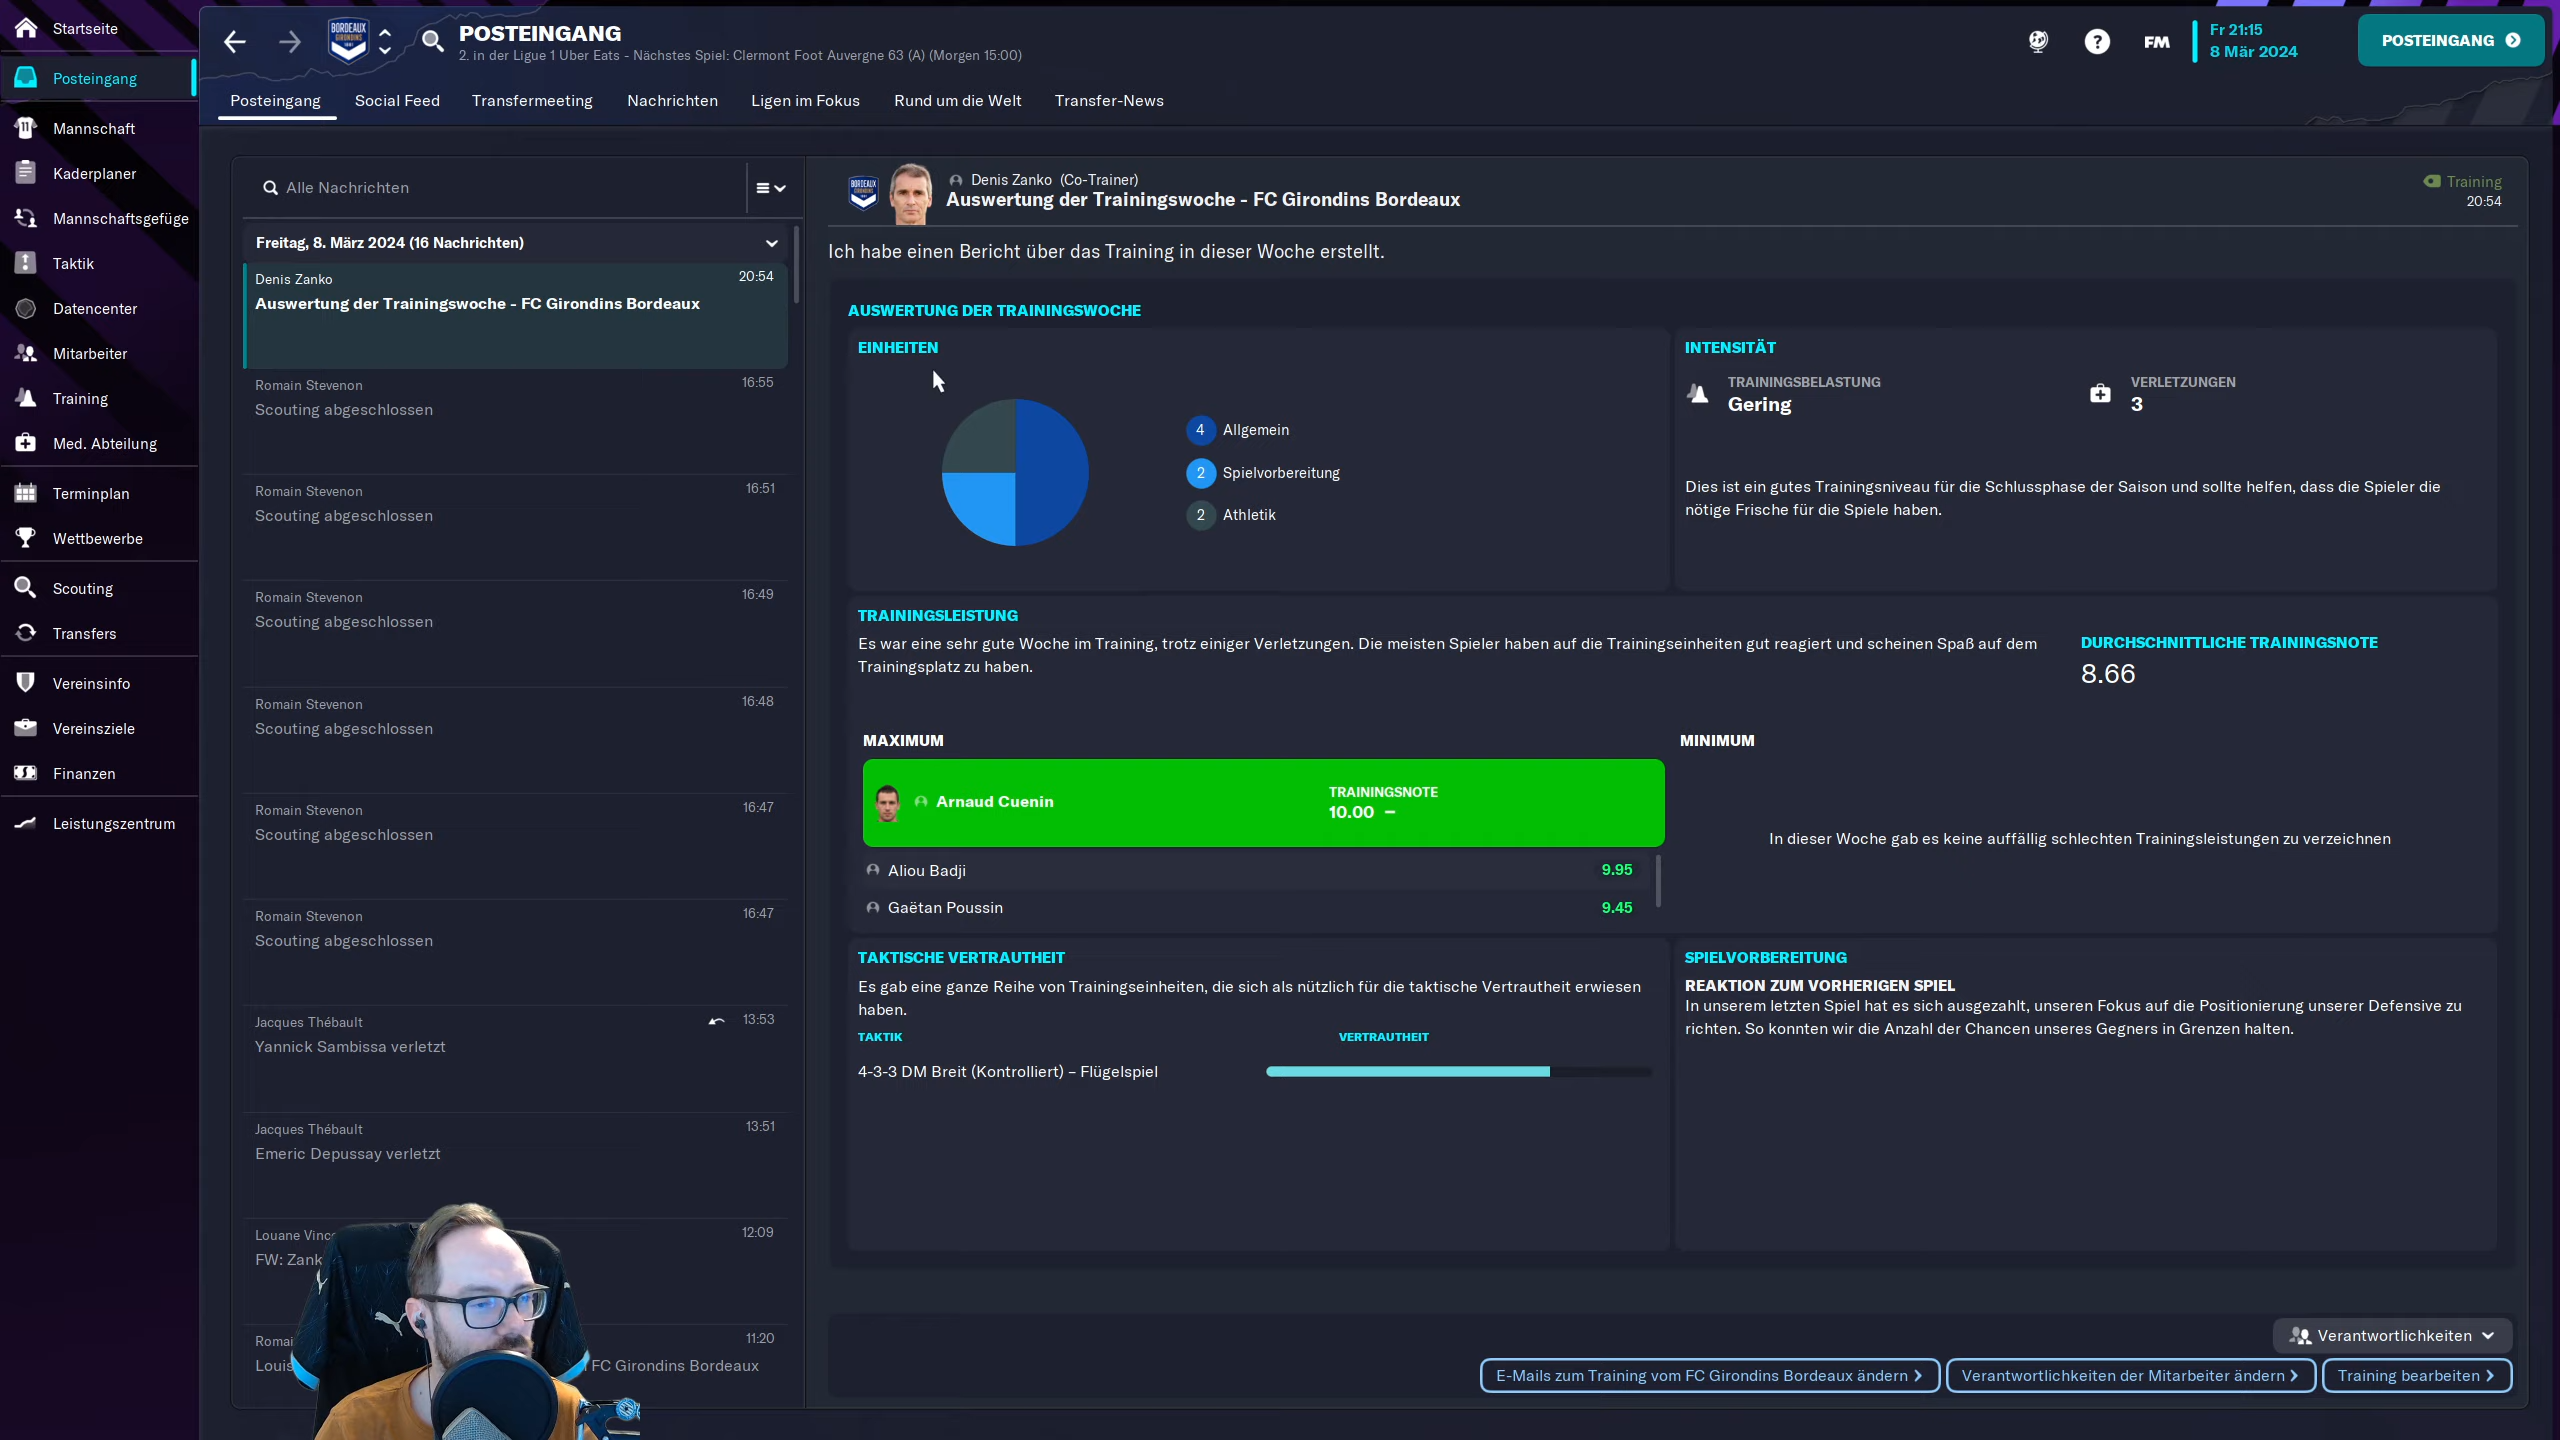 Startseite
Posteingang
Mannschaft
Kaderplaner
Mannschaftsgefüge
Taktik
Datencenter
Mitarbeiter
Training
Med. Abteilung
Terminplan
Wettbewerbe
Scouting
Transfers
Vereinsinfo
Vereinsziele
Finanzen
Leistungszentrum
BORDEAUX
GIRONDINS
POSTEINGANG
2. in der Ligue 1 Uber Eats - Nächstes Spiel: Clermont Foot Auvergne 63 (A) (Morgen 15:00)
?
FM
Fr 21:15
8 Mär 2024
POSTEINGANG
Posteingang
Social Feed
Transfermeeting
Nachrichten
Ligen im Fokus
Rund um die Welt
Transfer-News
Alle Nachrichten
Freitag, 8. März 2024 (16 Nachrichten)
Denis Zanko 20:54
Auswertung der Trainingswoche - FC Girondins Bordeaux
Romain Stevenon 16:55
Scouting abgeschlossen
Romain Stevenon 16:51
Scouting abgeschlossen
Romain Stevenon 16:49
Scouting abgeschlossen
Romain Stevenon 16:48
Scouting abgeschlossen
Romain Stevenon 16:47
Scouting abgeschlossen
Romain Stevenon 16:47
Scouting abgeschlossen
Jacques Thébault 13:53
Yannick Sambissa verletzt
Jacques Thébault 13:51
Emeric Depussay verletzt
Louane 12:09
FW: Zank
Romai 11:20
Louis FC Girondins Bordeaux
BORDEAUX
Denis Zanko (Co-Trainer)
Auswertung der Trainingswoche - FC Girondins Bordeaux
Training
20:54
Ich habe einen Bericht über das Training in dieser Woche erstellt.
AUSWERTUNG DER TRAININGSWOCHE
EINHEITEN
4 Allgemein
2 Spielvorbereitung
2 Athletik
INTENSITÄT
TRAININGSBELASTUNG
Gering
VERLETZUNGEN
3
Dies ist ein gutes Trainingsniveau für die Schlussphase der Saison und sollte helfen, dass die Spieler die
nötige Frische für die Spiele haben.
TRAININGSLEISTUNG
Es war eine sehr gute Woche im Training, trotz einiger Verletzungen. Die meisten Spieler haben auf die Trainingseinheiten gut reagiert und scheinen Spaß auf dem
Trainingsplatz zu haben.
DURCHSCHNITTLICHE TRAININGSNOTE
8.66
MAXIMUM
Arnaud Cuenin
TRAININGSNOTE
10.00 –
Aliou Badji 9.95
Gaëtan Poussin 9.45
MINIMUM
In dieser Woche gab es keine auffällig schlechten Trainingsleistungen zu verzeichnen
TAKTISCHE VERTRAUTHEIT
Es gab eine ganze Reihe von Trainingseinheiten, die sich als nützlich für die taktische Vertrautheit erwiesen
haben.
TAKTIK VERTRAUTHEIT
4-3-3 DM Breit (Kontrolliert) – Flügelspiel
SPIELVORBEREITUNG
REAKTION ZUM VORHERIGEN SPIEL
In unserem letzten Spiel hat es sich ausgezahlt, unseren Fokus auf die Positionierung unserer Defensive zu
richten. So konnten wir die Anzahl der Chancen unseres Gegners in Grenzen halten.
Verantwortlichkeiten
E-Mails zum Training vom FC Girondins Bordeaux ändern
Verantwortlichkeiten der Mitarbeiter ändern
Training bearbeiten